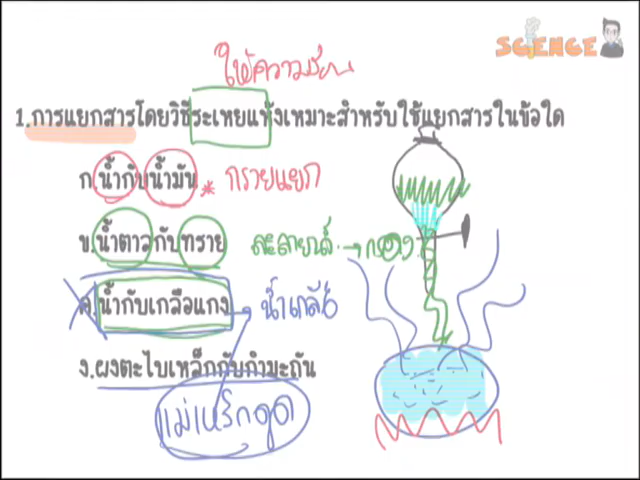 SCIENCE
ให้ความร้อน
1.การแยกสารโดยวิธีระเหยแห้งเหมาะสำหรับใช้แยกสารในข้อใด
ก.น้ำกับน้ำมัน * กรวยแยก
ข.น้ำตาลกับทราย ละลายน้ำ → กรอง
ค.น้ำกับเกลือแกง → น้ำเกลือ
ง.ผงตะไบเหล็กกับกำมะถัน
แม่เหล็กดูด